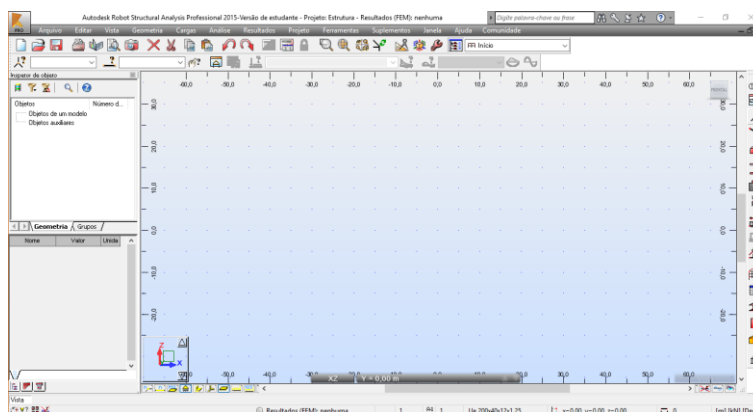 Autodesk Robot Structural Analysis Professional 2015-Versão de estudante - Projeto: Estrutura - Resultados (FEM): nenhuma
Digite palavra-chave ou frase
PRO Arquivo Editar Vista Geometria Cargas Análise Resultados Projeto Ferramentas Suplementos Janela Ajuda Comunidade
Início
Inspetor de objeto
Objetos Número d...
Objetos de um modelo
Objetos auxiliares
Geometria Grupos
Nome Valor Unida
-50,0 -40,0 -30,0 -20,0 -10,0 0,0 10,0 20,0 30,0 40,0 50,0 60,0
FRONTAL
30,0
20,0
10,0
0,0
-10,0
-20,0
Z
X
XZ Y = 0,00 m
Vista
Resultados (FEM): nenhuma 1 1 x=0,00, y=0,00, z=0,00 0